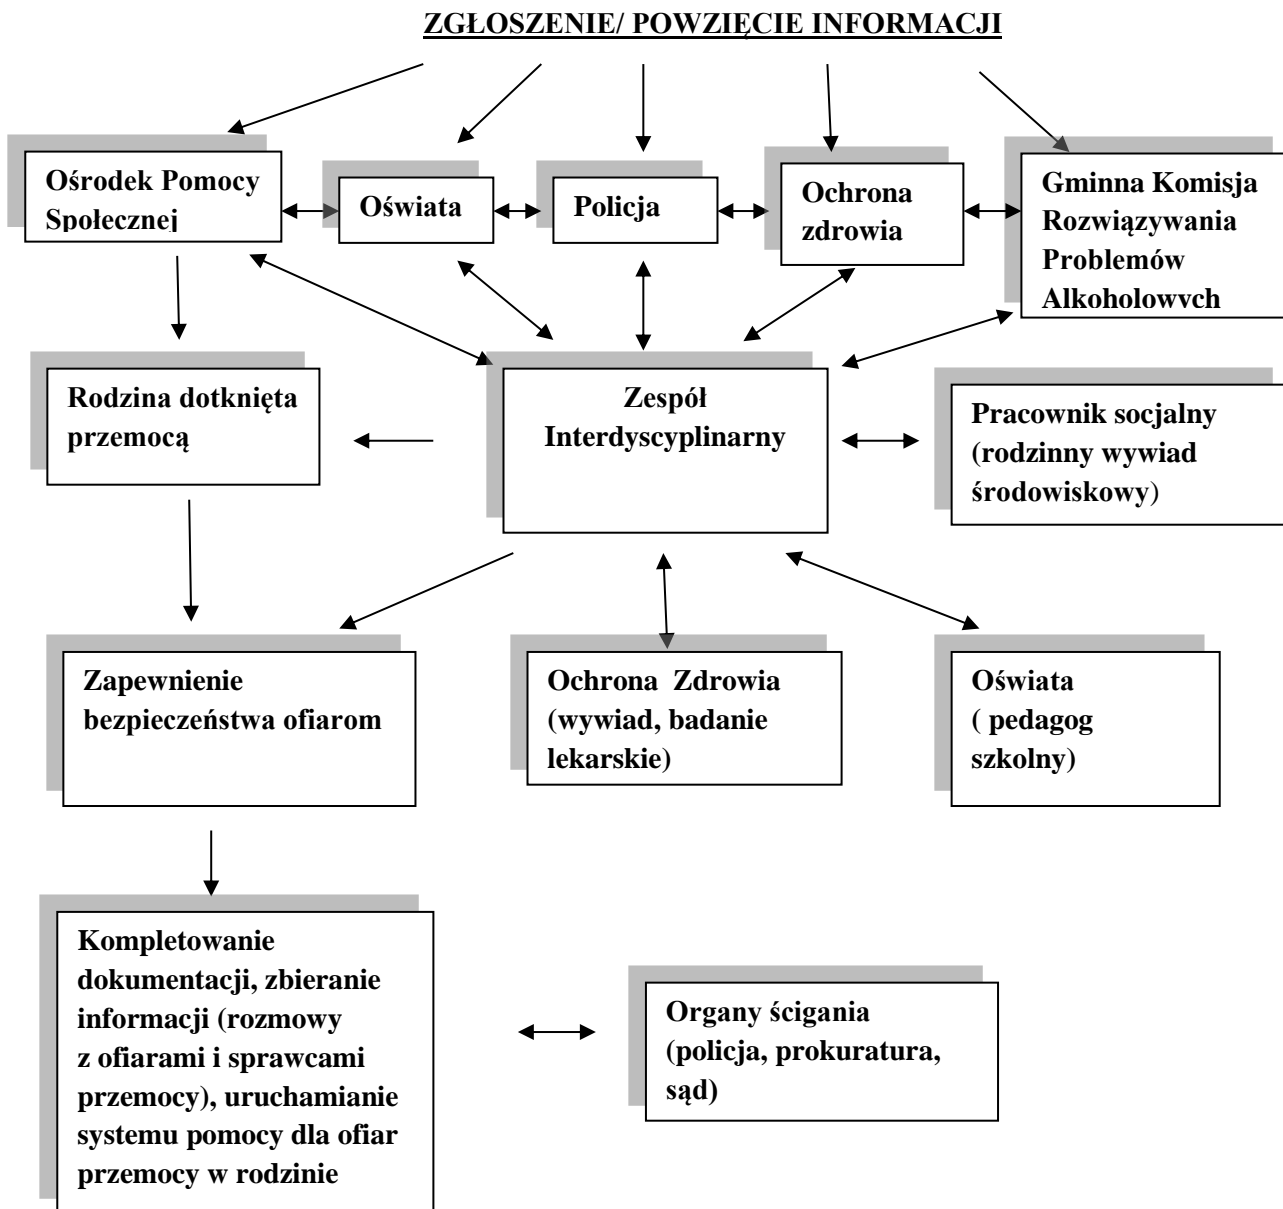 ZGŁOSZENIE/ POWZIĘCIE INFORMACJI
Ośrodek Pomocy
Społecznej
Oświata
Policja
Ochrona
zdrowia
Gminna Komisja
Rozwiązywania
Problemów
Alkoholowych
Rodzina dotknięta
przemocą
Zespół
Interdyscyplinarny
Pracownik socjalny
(rodzinny wywiad
środowiskowy)
Zapewnienie
bezpieczeństwa ofiarom
Ochrona  Zdrowia
(wywiad, badanie
lekarskie)
Oświata
( pedagog
szkolny)
Kompletowanie
dokumentacji, zbieranie
informacji (rozmowy
z ofiarami i sprawcami
przemocy), uruchamianie
systemu pomocy dla ofiar
przemocy w rodzinie
Organy ścigania
(policja, prokuratura,
sąd)